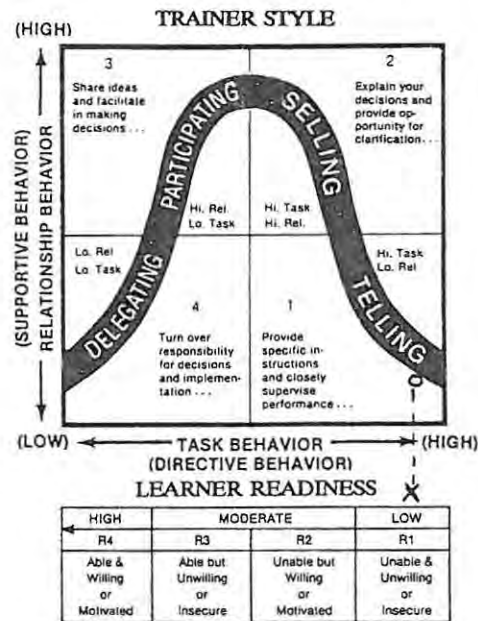 TRAINER STYLE
(HIGH)
3
Share ideas
and facilitate
in making
decisions . . .
2
Explain your
decisions and
provide op-
portunity for
clarification . . .
PARTICIPATING
SELLING
(SUPPORTIVE BEHAVIOR)
RELATIONSHIP BEHAVIOR
Hi. Rel.
Lo. Task
Hi. Task
Hi. Rel.
Lo. Rel
Lo. Task
Hi. Task
Lo. Rel
DELEGATING
TELLING
4
Turn over
responsibility
for decisions
and implemen-
tation . . .
1
Provide
specific in-
structions
and closely
supervise
performance . . .
(LOW)
TASK BEHAVIOR
(HIGH)
(DIRECTIVE BEHAVIOR)
LEARNER READINESS
X
HIGH MODERATE LOW
R4 R3 R2 R1
Able & Able but Unable but Unable &
Willing Unwilling Willing Unwilling
or or or or
Motivated Insecure Motivated Insecure